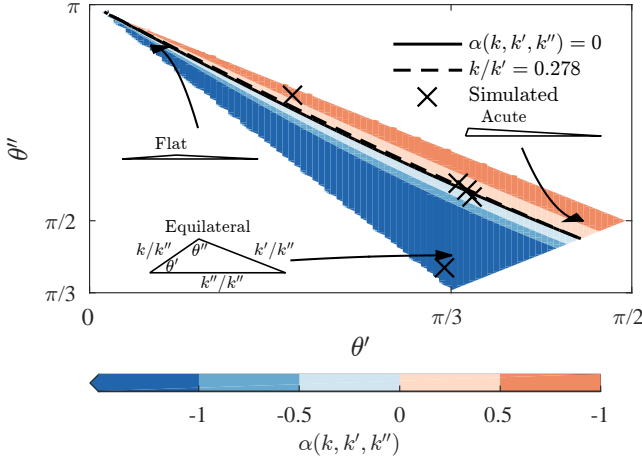 π
α(k, k′, k″) = 0
k/k′ = 0.278
Simulated
Acute
Flat
θ″
π/2
Equilateral
k/k″
θ″
k′/k″
θ′
k″/k″
π/3
0
π/3
π/2
θ′
-1
-0.5
0
0.5
-1
α(k, k′, k″)